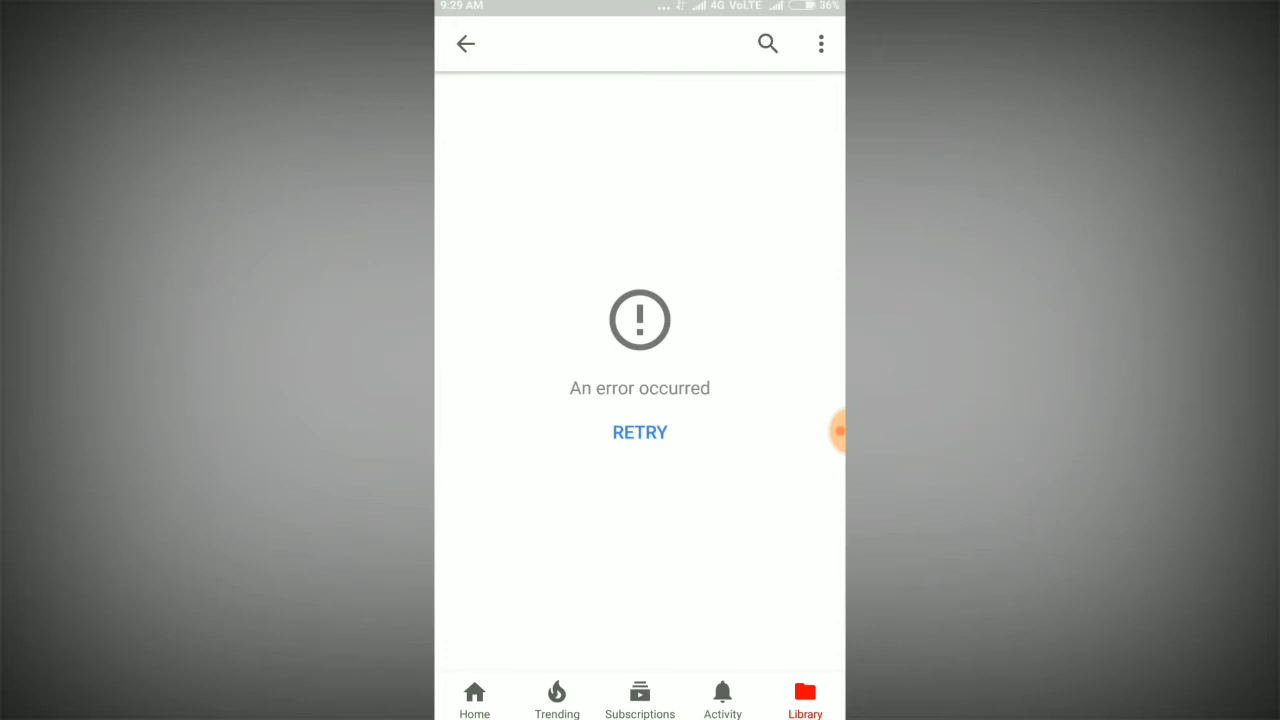 9:29 AM ... 4G VoLTE 36%
An error occurred
RETRY
Home Trending Subscriptions Activity Library